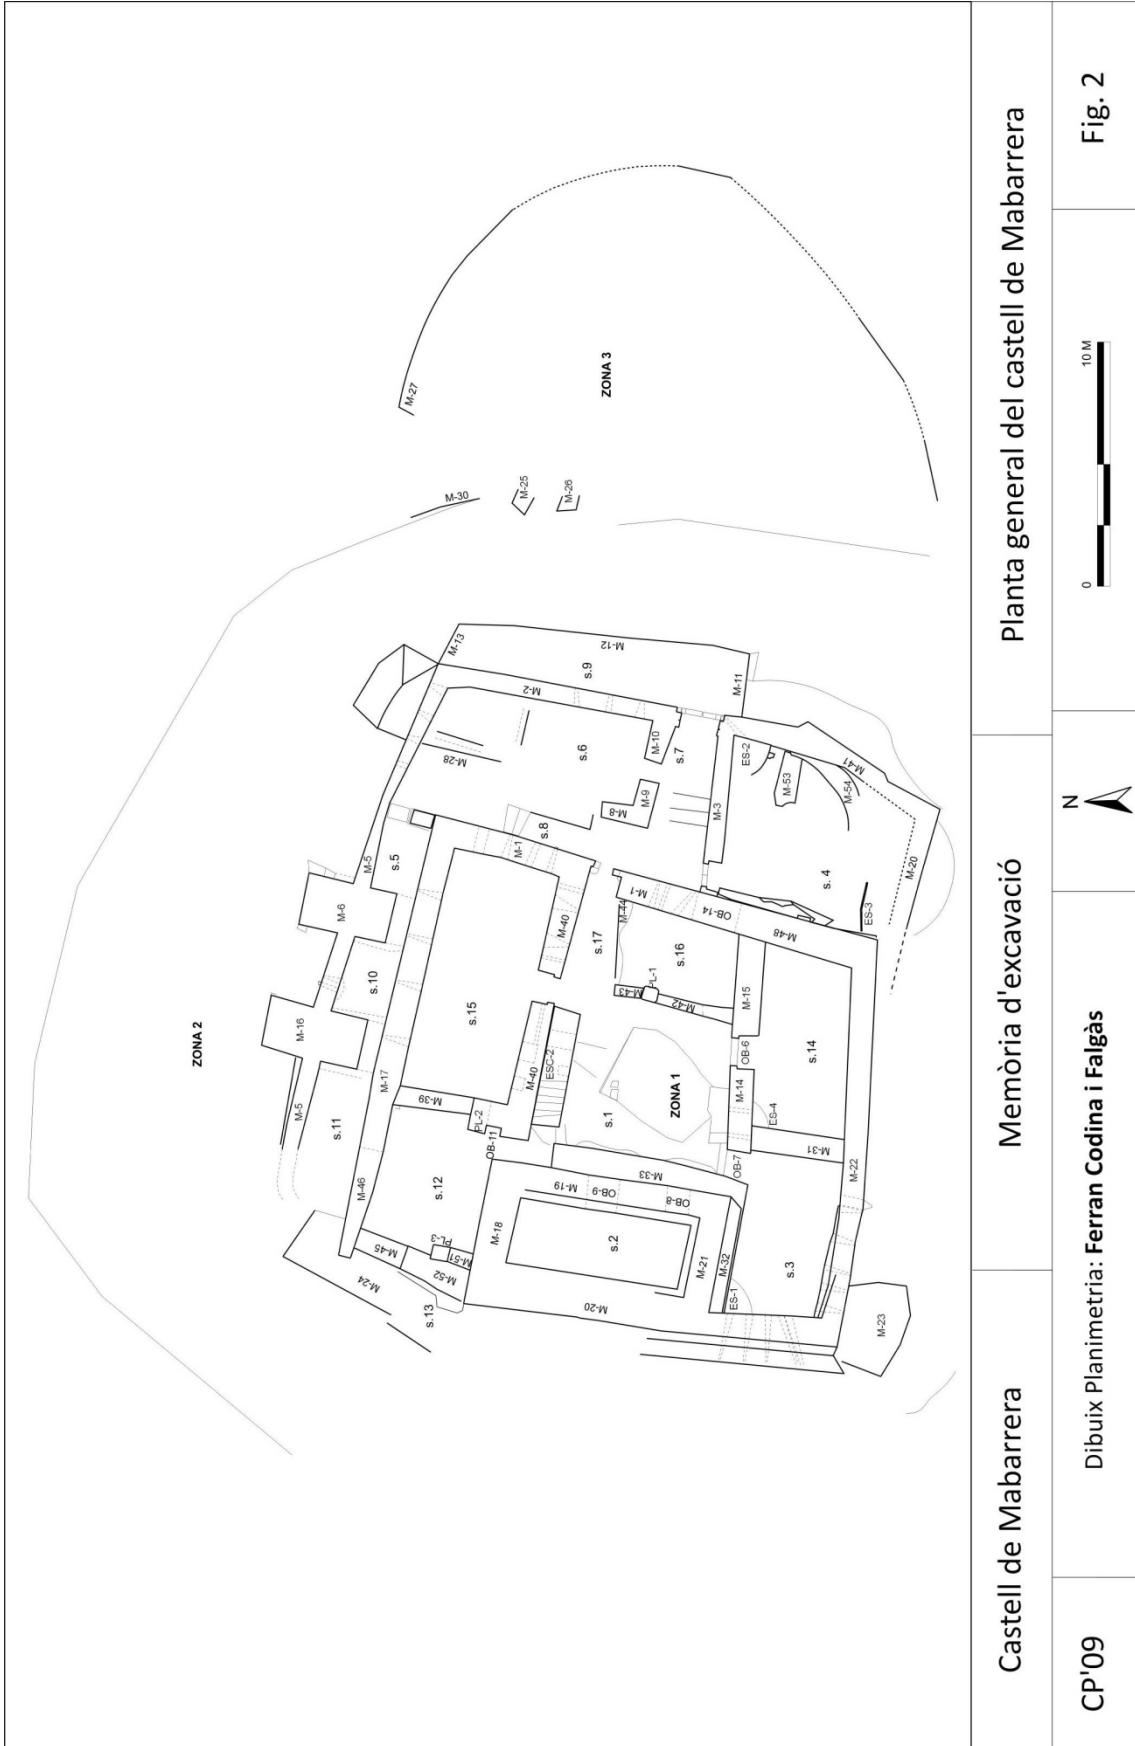 ZONA 2
M-27
M-30
M-25
M-26
ZONA 3
M-13
M-12
s.9
M-11
M-2
M-28
s.6
M-10
s.7
M-9
M-8
s.8
M-1
M-5
s.5
M-6
s.10
M-16
M-17
M-5
s.11
M-46
M-45
M-24
s.13
M-52
M-51
PL-3
s.12
M-39
PL-2
OB-11
s.15
M-40
M-40
ESC-2
s.17
M-44
M-1
OB-14
M-48
s.16
PL-1
M-43
M-42
M-15
OB-6
M-14
ZONA 1
s.1
M-33
M-19
OB-9
OB-8
OB-7
M-18
s.2
M-21
M-32
M-20
ES-1
s.3
M-23
M-22
M-31
ES-4
s.14
M-3
ES-2
M-53
M-54
M-41
s. 4
ES-3
M-20
Castell de Mabarrera
Memòria d'excavació
Planta general del castell de Mabarrera
CP'09
Dibuix Planimetria: Ferran Codina i Falgàs
N
0
10 M
Fig. 2